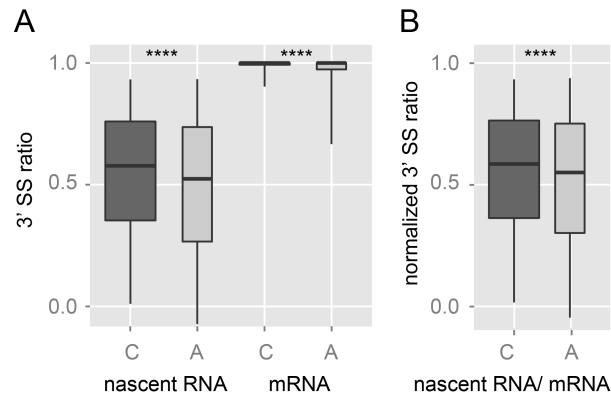 A
B
**** ****
****
1.0
0.5
0.0
3’ SS ratio
C A C A
nascent RNA mRNA
1.0
0.5
0.0
normalized 3’ SS ratio
C A
nascent RNA/ mRNA